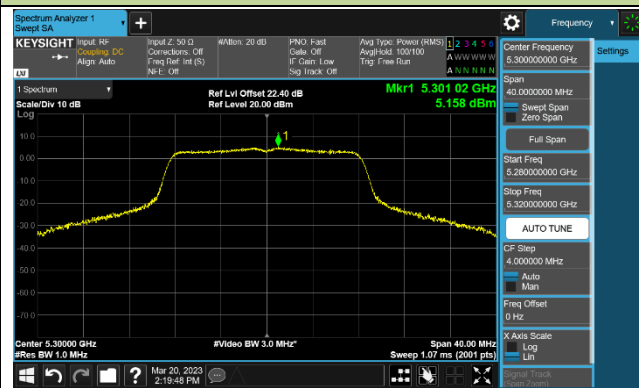 Spectrum Analyzer 1
Swept SA
Frequency
KEYSIGHT
Input: RF
Coupling: DC
Align: Auto
Input Z: 50 Ω
Corrections: Off
Freq Ref: Int (S)
NFE: Off
#Atten: 20 dB
PNO: Fast
Gate: Off
IF Gain: Low
Sig Track: Off
Avg Type: Power (RMS)
Avg|Hold: 100/100
Trig: Free Run
1 2 3 4 5 6
A W W W W W
A N N N N N
LXI
Center Frequency
5.300000000 GHz
Settings
Span
40.0000000 MHz
Swept Span
Zero Span
Full Span
Start Freq
5.280000000 GHz
Stop Freq
5.320000000 GHz
AUTO TUNE
CF Step
4.000000 MHz
Auto
Man
Freq Offset
0 Hz
X Axis Scale
Log
Lin
Signal Track
(Span Zoom)
1 Spectrum
Scale/Div 10 dB
Log
Ref Lvl Offset 22.40 dB
Ref Level 20.00 dBm
Mkr1 5.301 02 GHz
5.158 dBm
1
10.0
0.00
-10.0
-20.0
-30.0
-40.0
-50.0
-60.0
-70.0
Center 5.30000 GHz
#Res BW 1.0 MHz
#Video BW 3.0 MHz*
Span 40.00 MHz
Sweep 1.07 ms (2001 pts)
Mar 20, 2023
2:19:48 PM